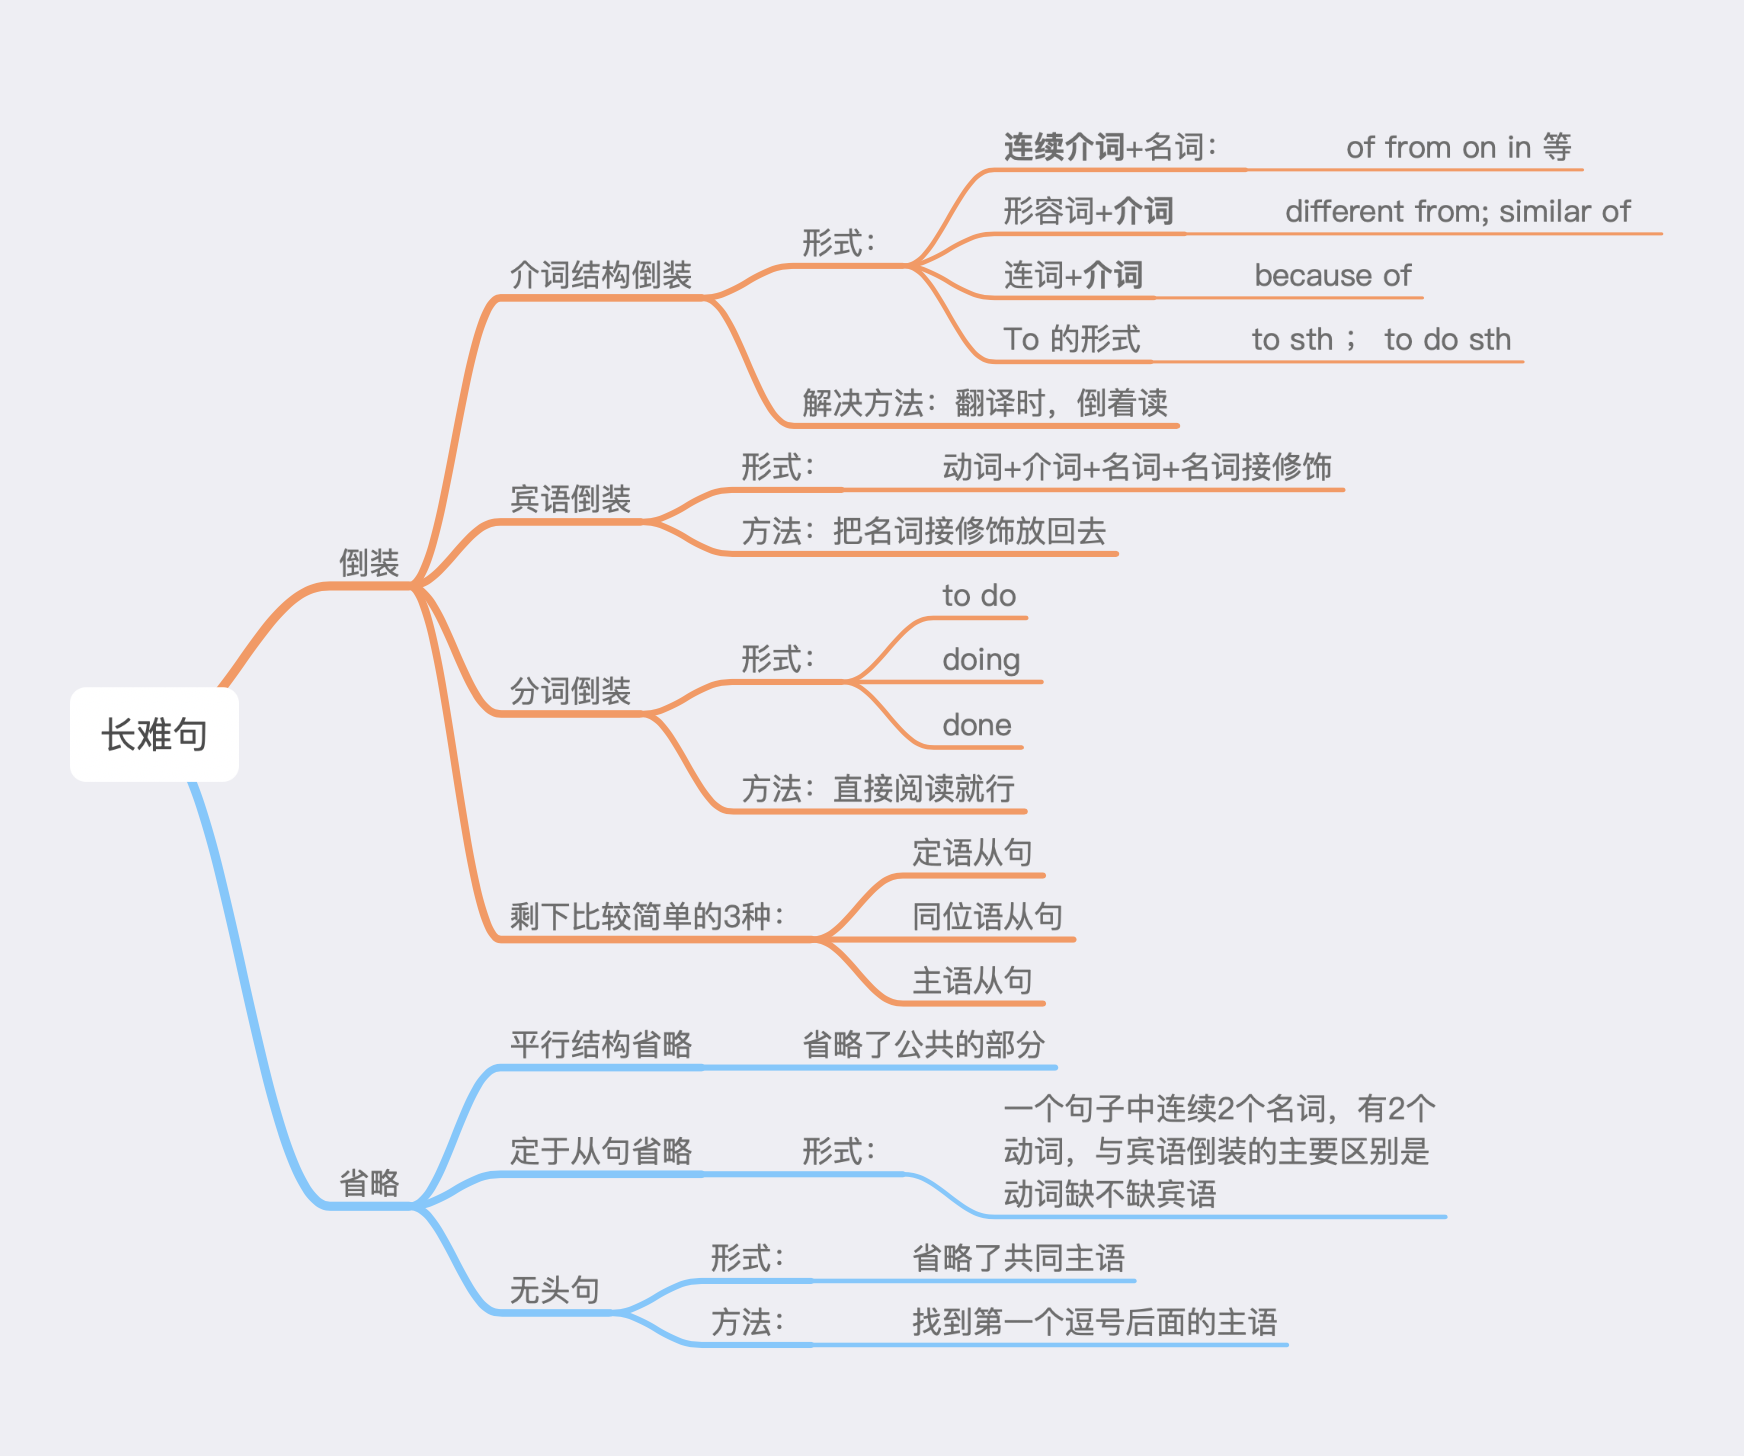 长难句
倒装
介词结构倒装
形式：
连续介词+名词：
of from on in 等
形容词+介词
different from; similar of
连词+介词
because of
To 的形式
to sth ； to do sth
解决方法：翻译时，倒着读
宾语倒装
形式：
动词+介词+名词+名词接修饰
方法：把名词接修饰放回去
分词倒装
形式：
to do
doing
done
方法：直接阅读就行
剩下比较简单的3种：
定语从句
同位语从句
主语从句
省略
平行结构省略
省略了公共的部分
定于从句省略
形式：
一个句子中连续2个名词，有2个
动词，与宾语倒装的主要区别是
动词缺不缺宾语
无头句
形式：
省略了共同主语
方法：
找到第一个逗号后面的主语